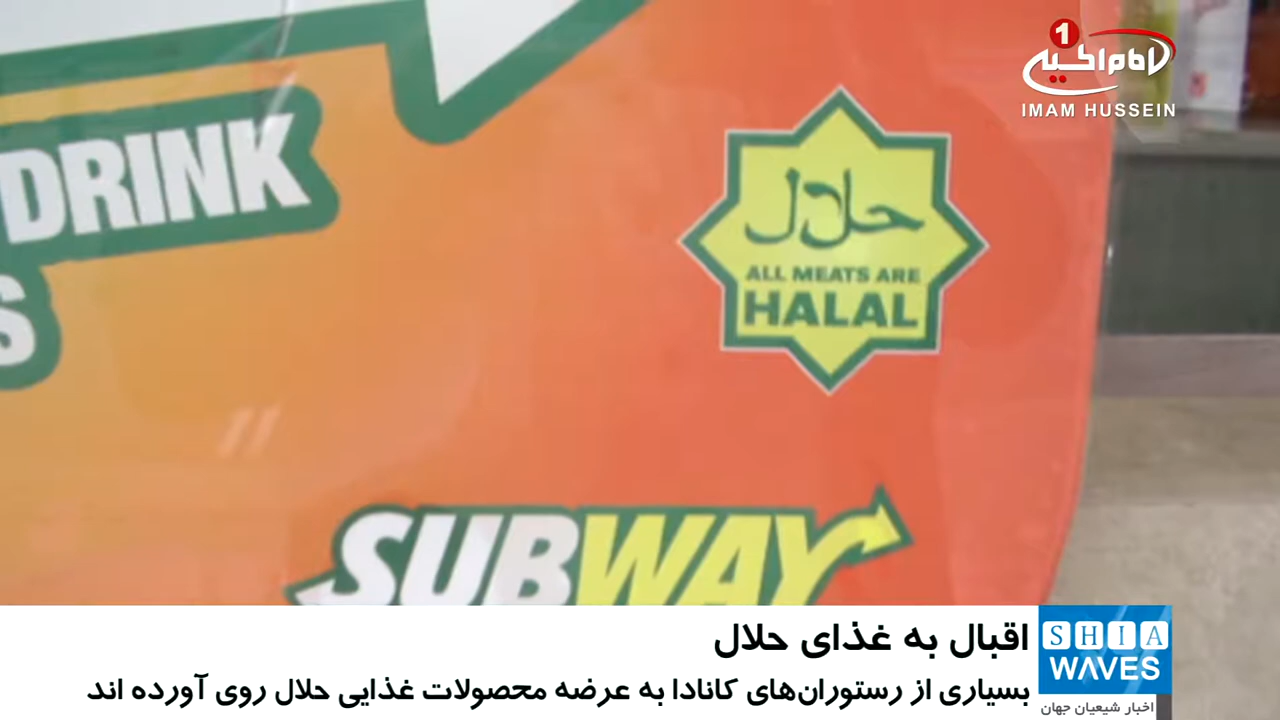 امام حسین
1
IMAM HUSSEIN
DRINK
S
حلال
ALL MEATS ARE
HALAL
SUBWAY
اقبال به غذای حلال
بسیاری از رستوران‌های کانادا به عرضه محصولات غذایی حلال روی آورده اند
SHIA
WAVES
اخبار شیعیان جهان